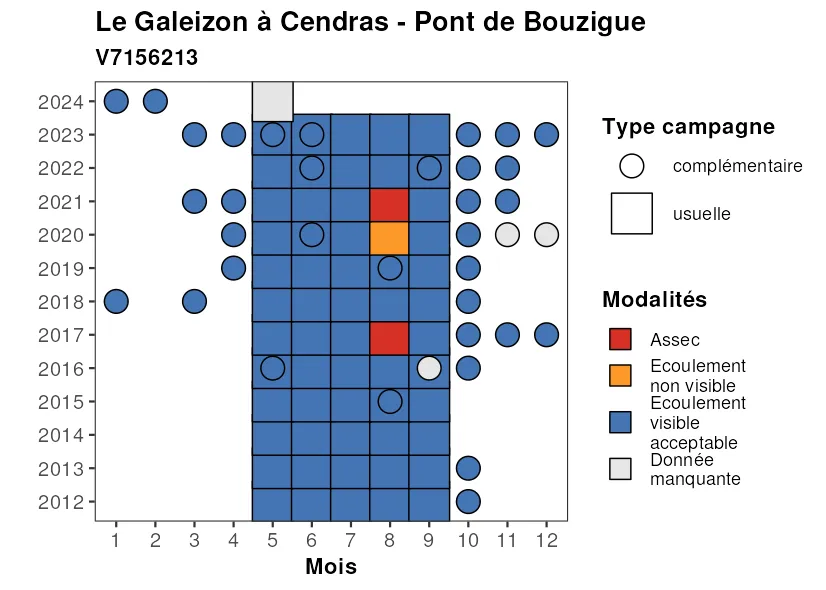 Le Galeizon à Cendras - Pont de Bouzigue
V7156213
2024
2023
2022
2021
2020
2019
2018
2017
2016
2015
2014
2013
2012
1 2 3 4 5 6 7 8 9 10 11 12
Mois
Type campagne
complémentaire
usuelle
Modalités
Assec
Ecoulement
non visible
Ecoulement
visible
acceptable
Donnée
manquante